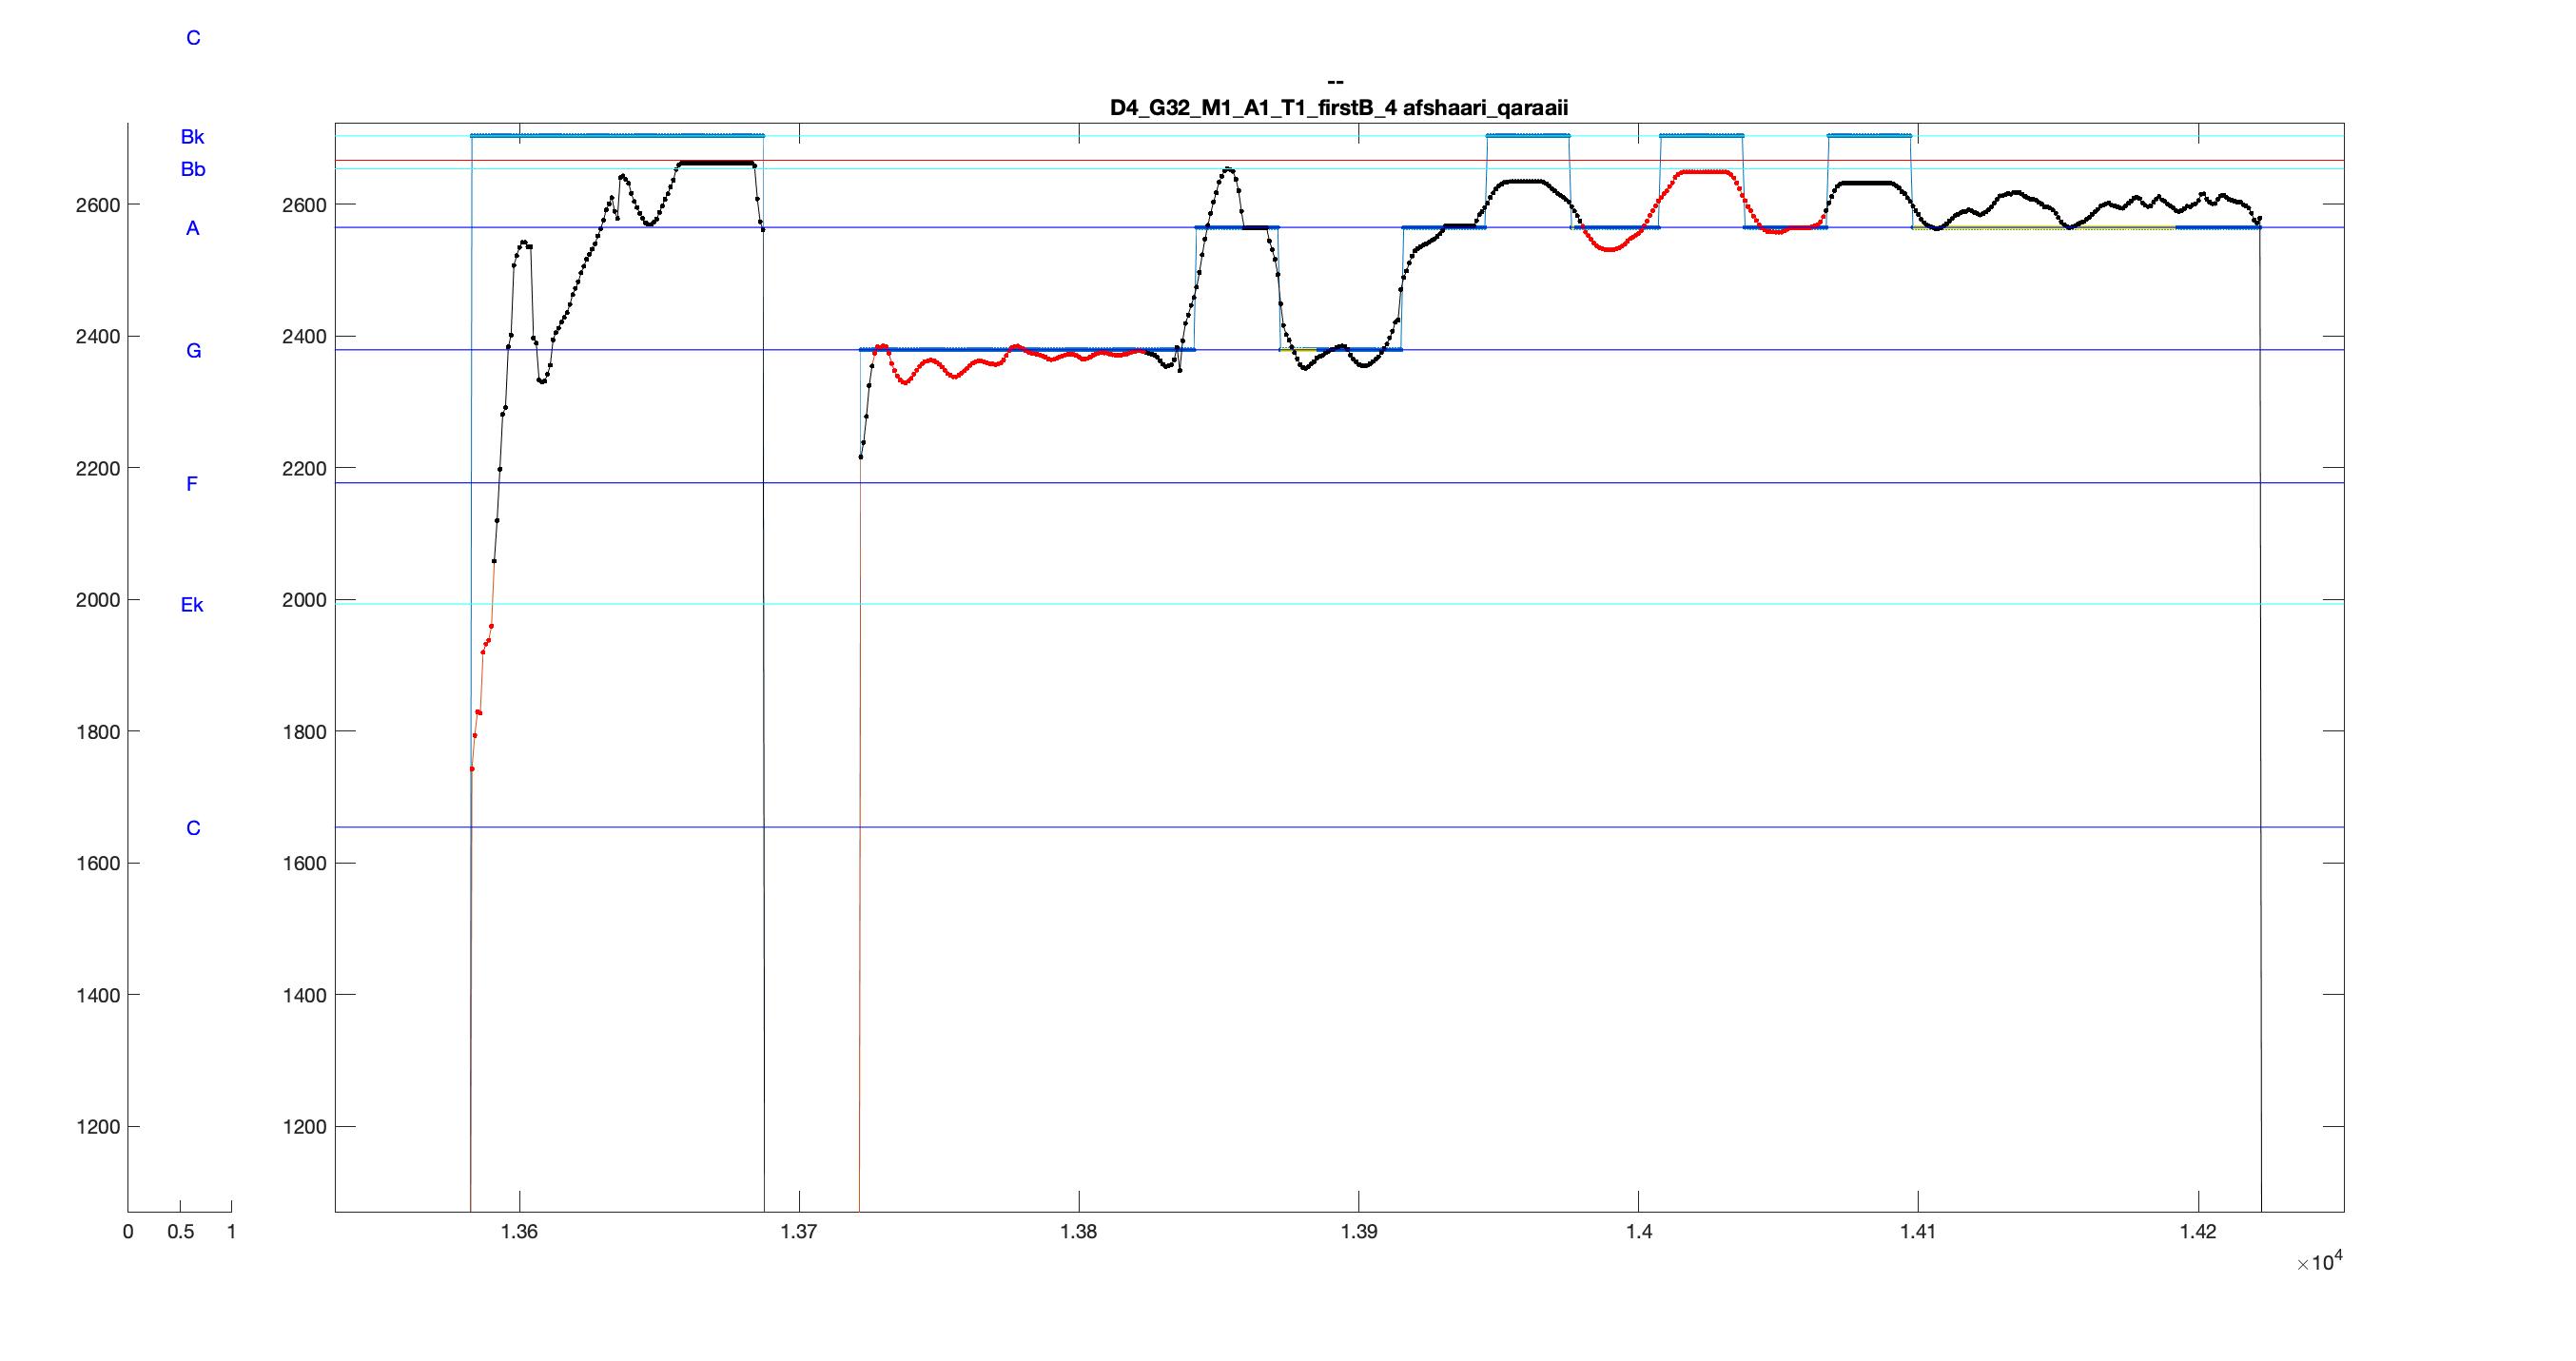 C
--
D4_G32_M1_A1_T1_firstB_4 afshaari_qaraaii
Bk
Bb
2600 A 2600
2400 G 2400
2200 F 2200
2000 Ek 2000
1800 1800
C
1600 1600
1400 1400
1200 1200
0 0.5 1 1.36 1.37 1.38 1.39 1.4 1.41 1.42
×10⁴